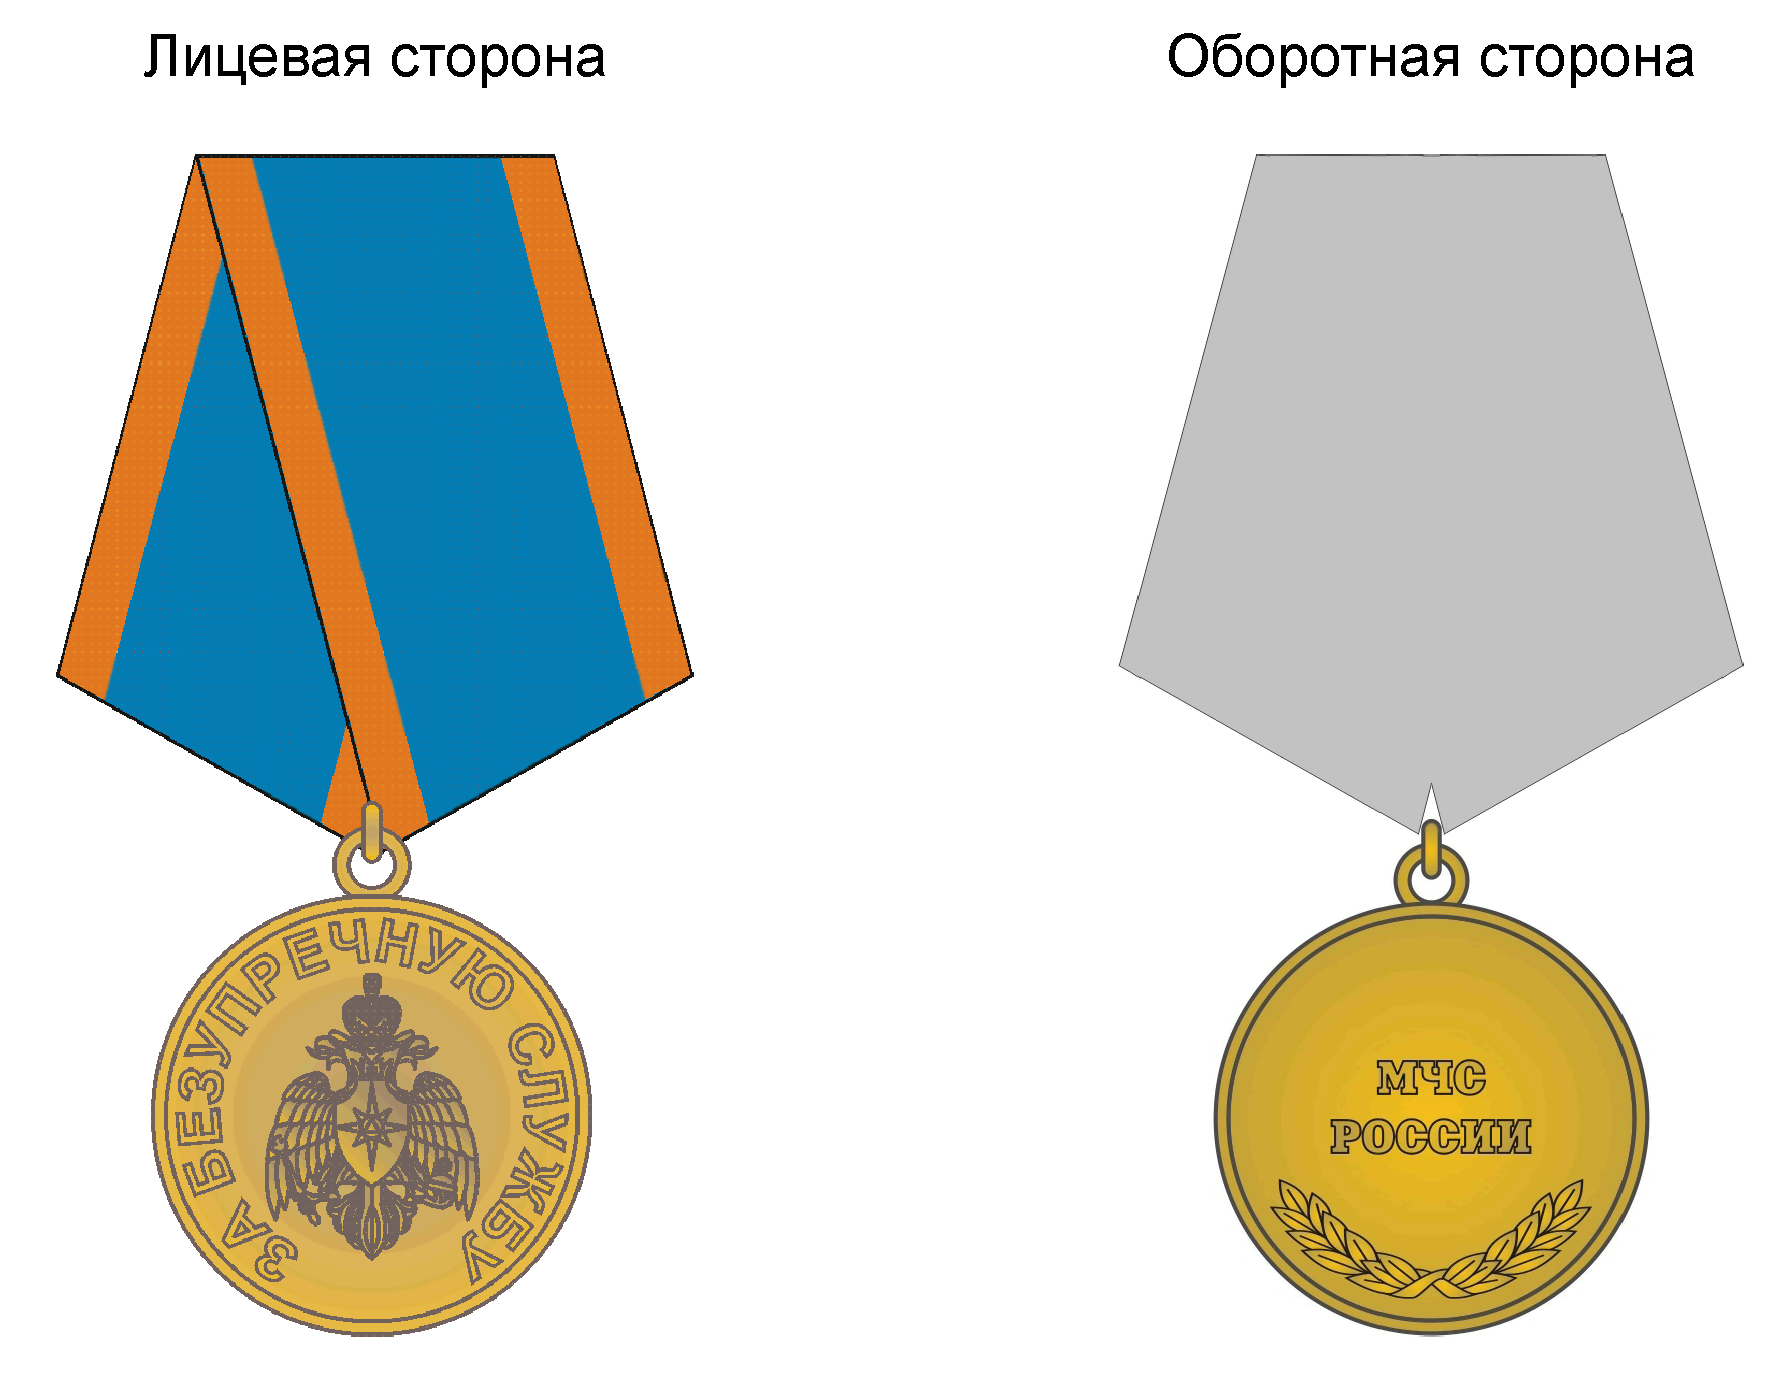 Лицевая сторона
Оборотная сторона
ЗА БЕЗУПРЕЧНУЮ СЛУЖБУ
МЧС
РОССИИ